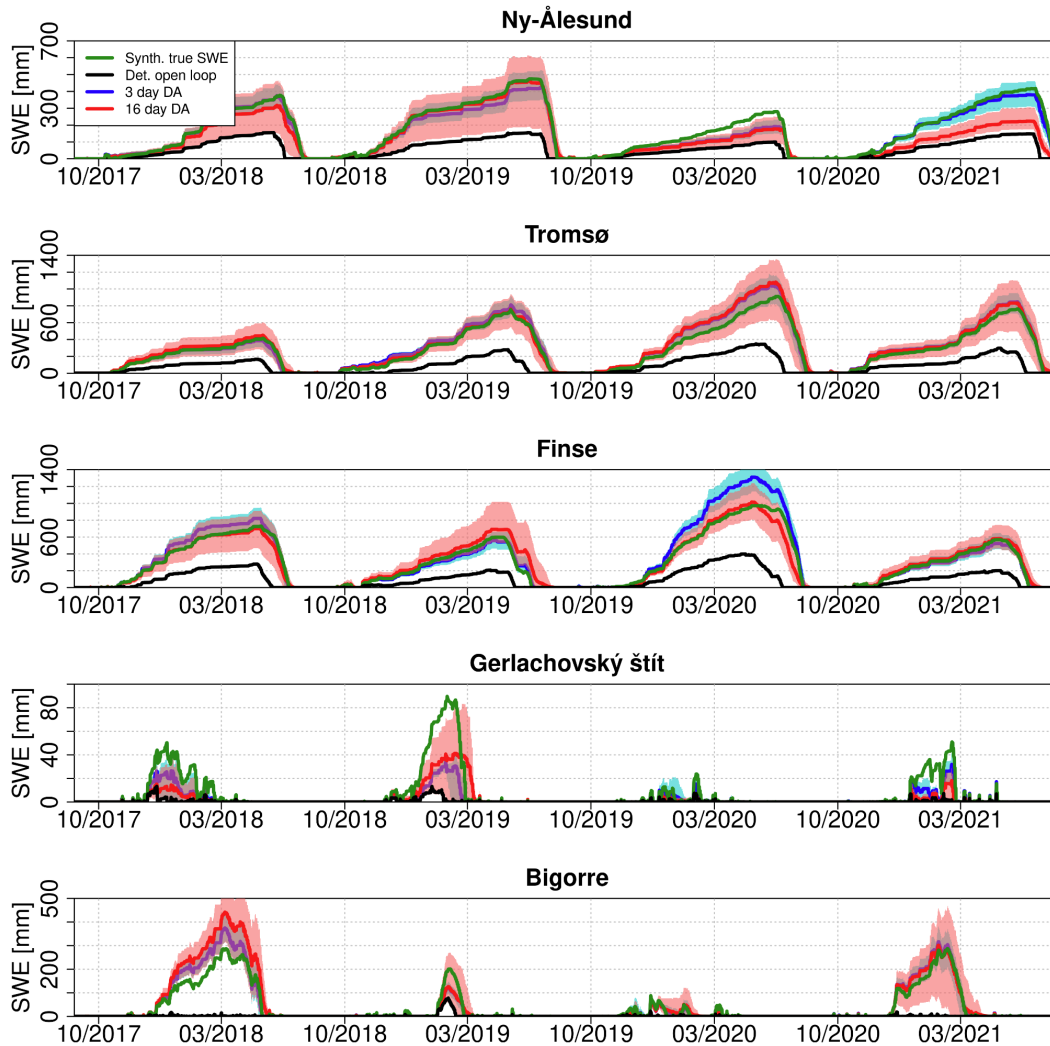 Ny-Ålesund
SWE [mm]
0 300 700
Synth. true SWE
Det. open loop
3 day DA
16 day DA
10/2017 03/2018 10/2018 03/2019 10/2019 03/2020 10/2020 03/2021
Tromsø
SWE [mm]
0 600 1400
10/2017 03/2018 10/2018 03/2019 10/2019 03/2020 10/2020 03/2021
Finse
SWE [mm]
0 600 1400
10/2017 03/2018 10/2018 03/2019 10/2019 03/2020 10/2020 03/2021
Gerlachovský štít
SWE [mm]
0 40 80
10/2017 03/2018 10/2018 03/2019 10/2019 03/2020 10/2020 03/2021
Bigorre
SWE [mm]
0 200 500
10/2017 03/2018 10/2018 03/2019 10/2019 03/2020 10/2020 03/2021